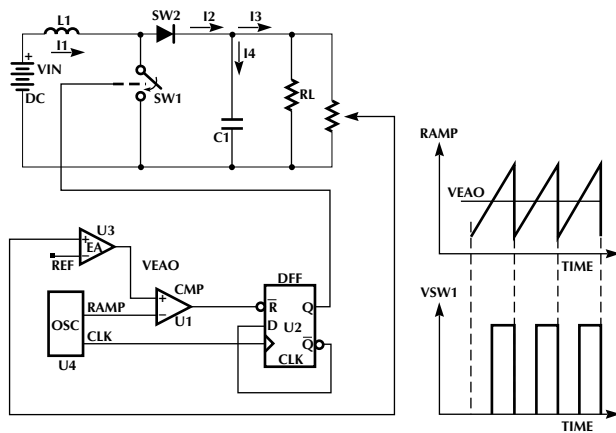 L1
SW2
I2
I3
I1
+
VIN
DC
SW1
I4
C1
RL
RAMP
VEAO
TIME
U3
+
EA
–
REF
VEAO
DFF
OSC
RAMP
CLK
U4
CMP
+
–
U1
R
Q
D
U2
Q
CLK
VSW1
TIME